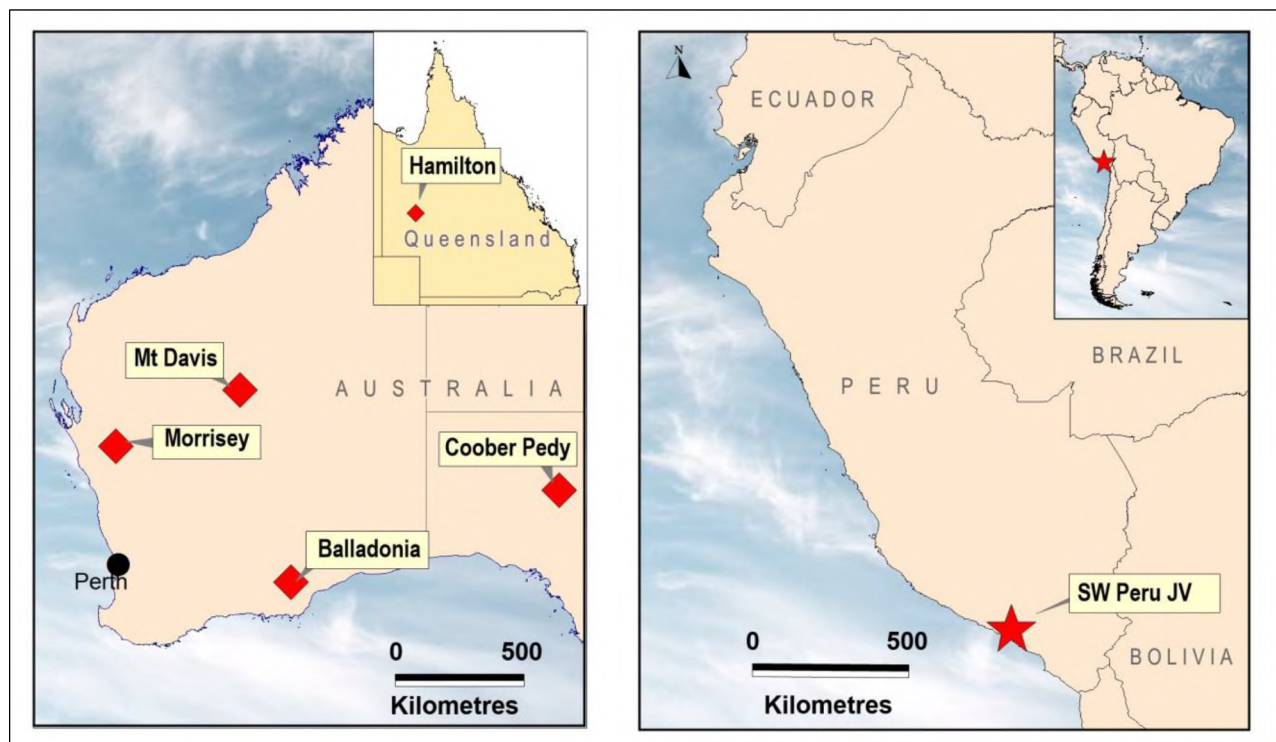 Hamilton
Queensland
Mt Davis
AUSTRALIA
Morrisey
Coober Pedy
Balladonia
Perth
0 500
Kilometres
N
ECUADOR
BRAZIL
PERU
SW Peru JV
BOLIVIA
0 500
Kilometres